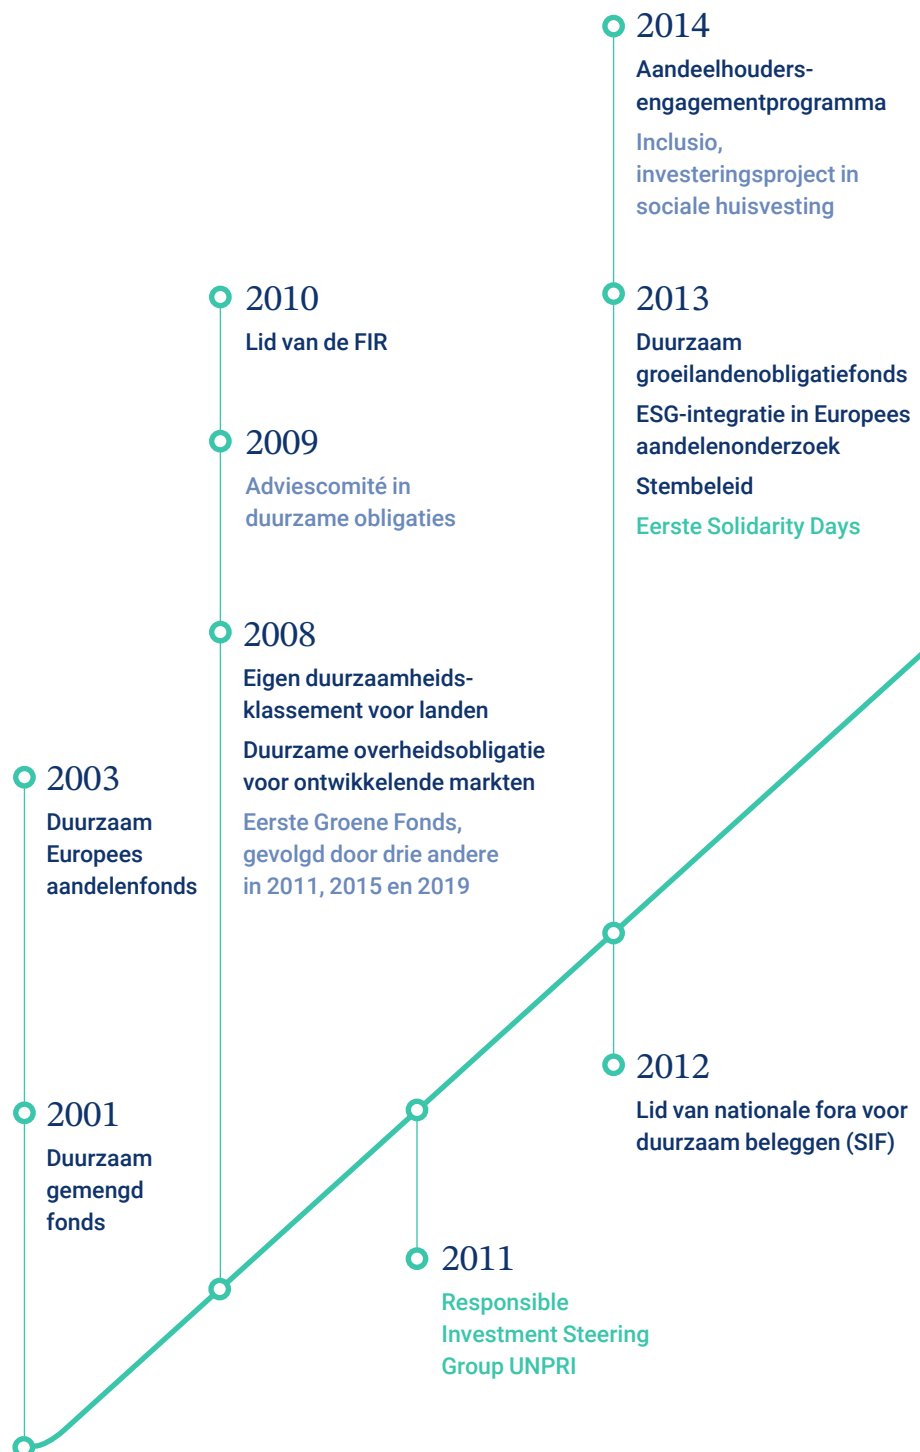 2014
Aandeelhouders-
engagementprogramma
Inclusio,
investeringsproject in
sociale huisvesting
2010
Lid van de FIR
2009
Adviescomité in
duurzame obligaties
2008
Eigen duurzaamheids-
klassement voor landen
Duurzame overheidsobligatie
voor ontwikkelende markten
Eerste Groene Fonds,
gevolgd door drie andere
in 2011, 2015 en 2019
2013
Duurzaam
groeilandenobligatiefonds
ESG-integratie in Europees
aandelenonderzoek
Stembeleid
Eerste Solidarity Days
2003
Duurzaam
Europees
aandelenfonds
2001
Duurzaam
gemengd
fonds
2012
Lid van nationale fora voor
duurzaam beleggen (SIF)
2011
Responsible
Investment Steering
Group UNPRI